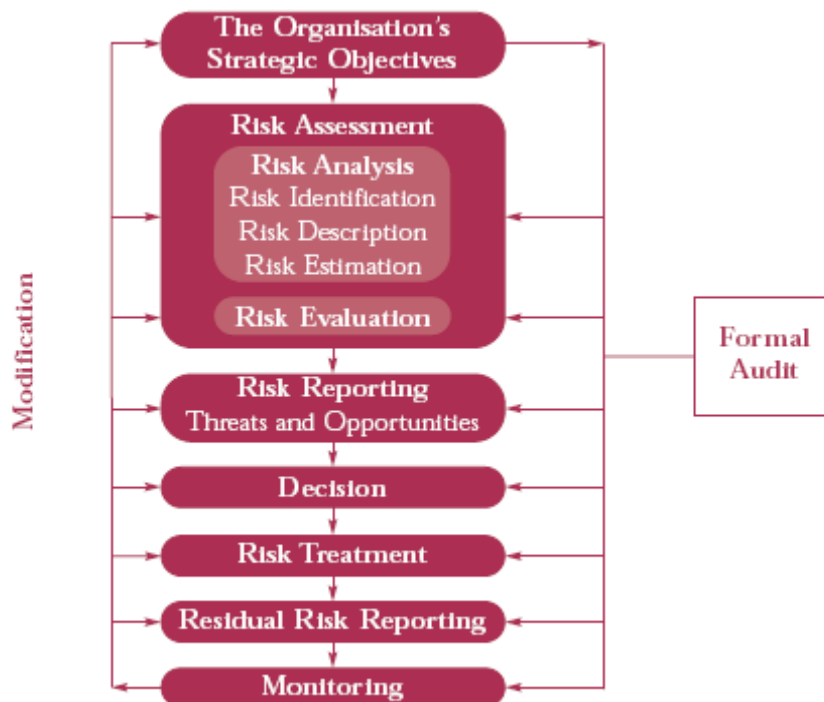 The Organisation's
Strategic Objectives
Risk Assessment
Risk Analysis
Risk Identification
Risk Description
Risk Estimation
Risk Evaluation
Modification
Formal
Audit
Risk Reporting
Threats and Opportunities
Decision
Risk Treatment
Residual Risk Reporting
Monitoring